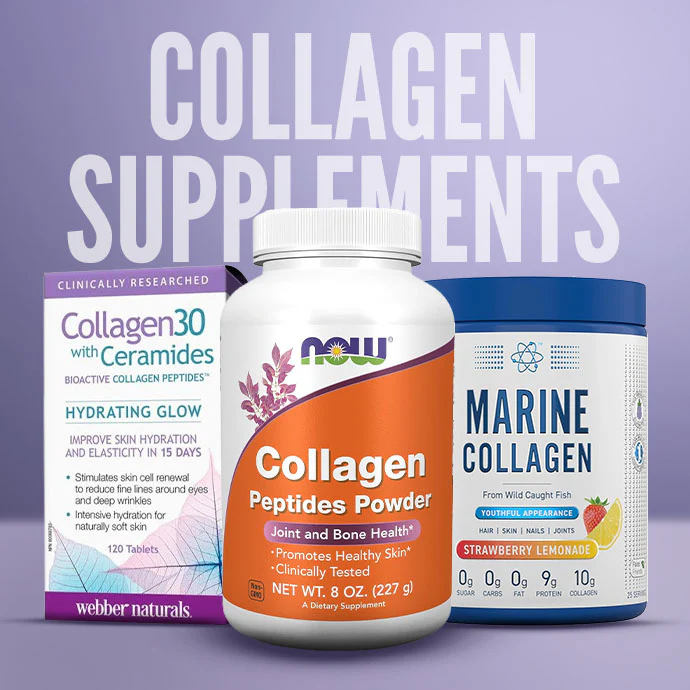 COLLAGEN
SUPPLEMENTS
CLINICALLY RESEARCHED
Collagen30
with Ceramides
BIOACTIVE COLLAGEN PEPTIDES™
HYDRATING GLOW
IMPROVE SKIN HYDRATION
AND ELASTICITY IN 15 DAYS
• Stimulates skin cell renewal
to reduce fine lines around eyes
and deep wrinkles
• Intensive hydration for
naturally soft skin
120 Tablets
webber naturals.
NOW
Collagen
Peptides Powder
Joint and Bone Health*
• Promotes Healthy Skin*
• Clinically Tested
Non-
GMO
NET WT. 8 OZ. (227 g)
A Dietary Supplement
MARINE
COLLAGEN
From Wild Caught Fish
YOUTHFUL APPEARANCE
HAIR | SKIN | NAILS | JOINTS
STRAWBERRY LEMONADE
0g 0g 0g 9g 10g
SUGAR CARBS FAT PROTEIN COLLAGEN